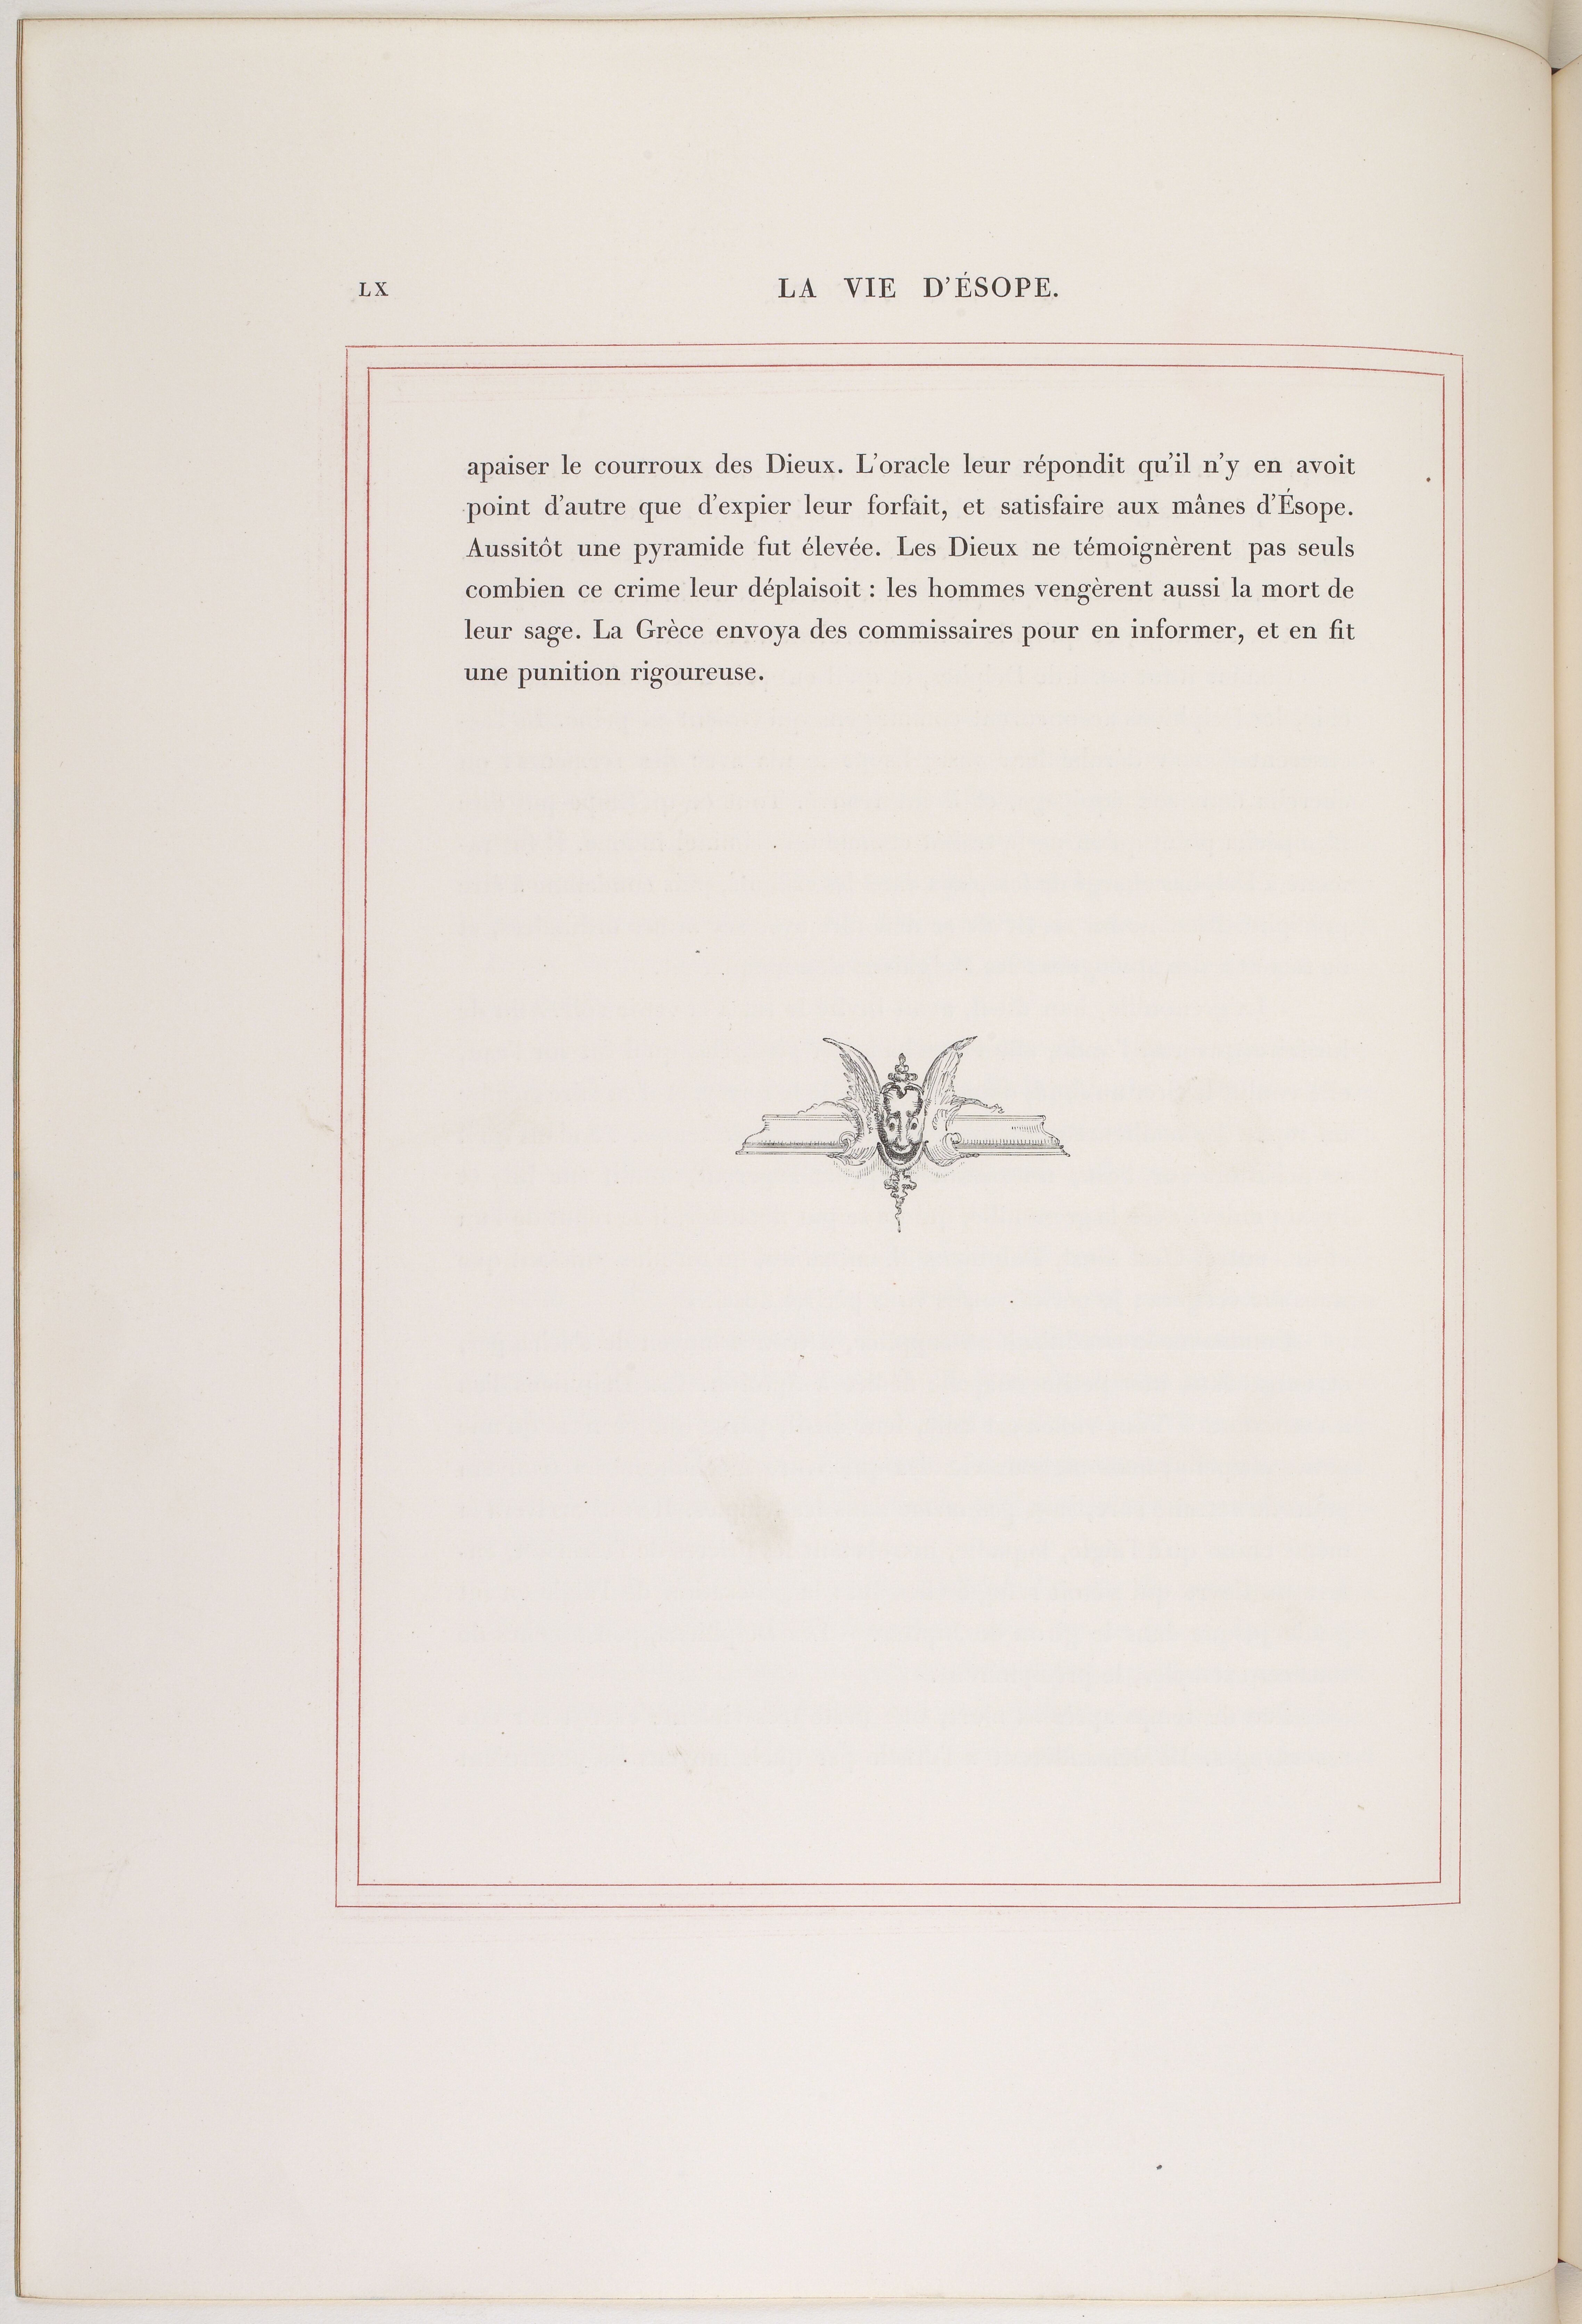 LX
LA VIE D'ÉSOPE.
apaiser le courroux des Dieux. L'oracle leur répondit qu'il n'y en avoit
point d'autre que d'expier leur forfait, et satisfaire aux mânes d'Ésope.
Aussitôt une pyramide fut élevée. Les Dieux ne témoignèrent pas seuls
combien ce crime leur déplaisoit : les hommes vengèrent aussi la mort de
leur sage. La Grèce envoya des commissaires pour en informer, et en fit
une punition rigoureuse.